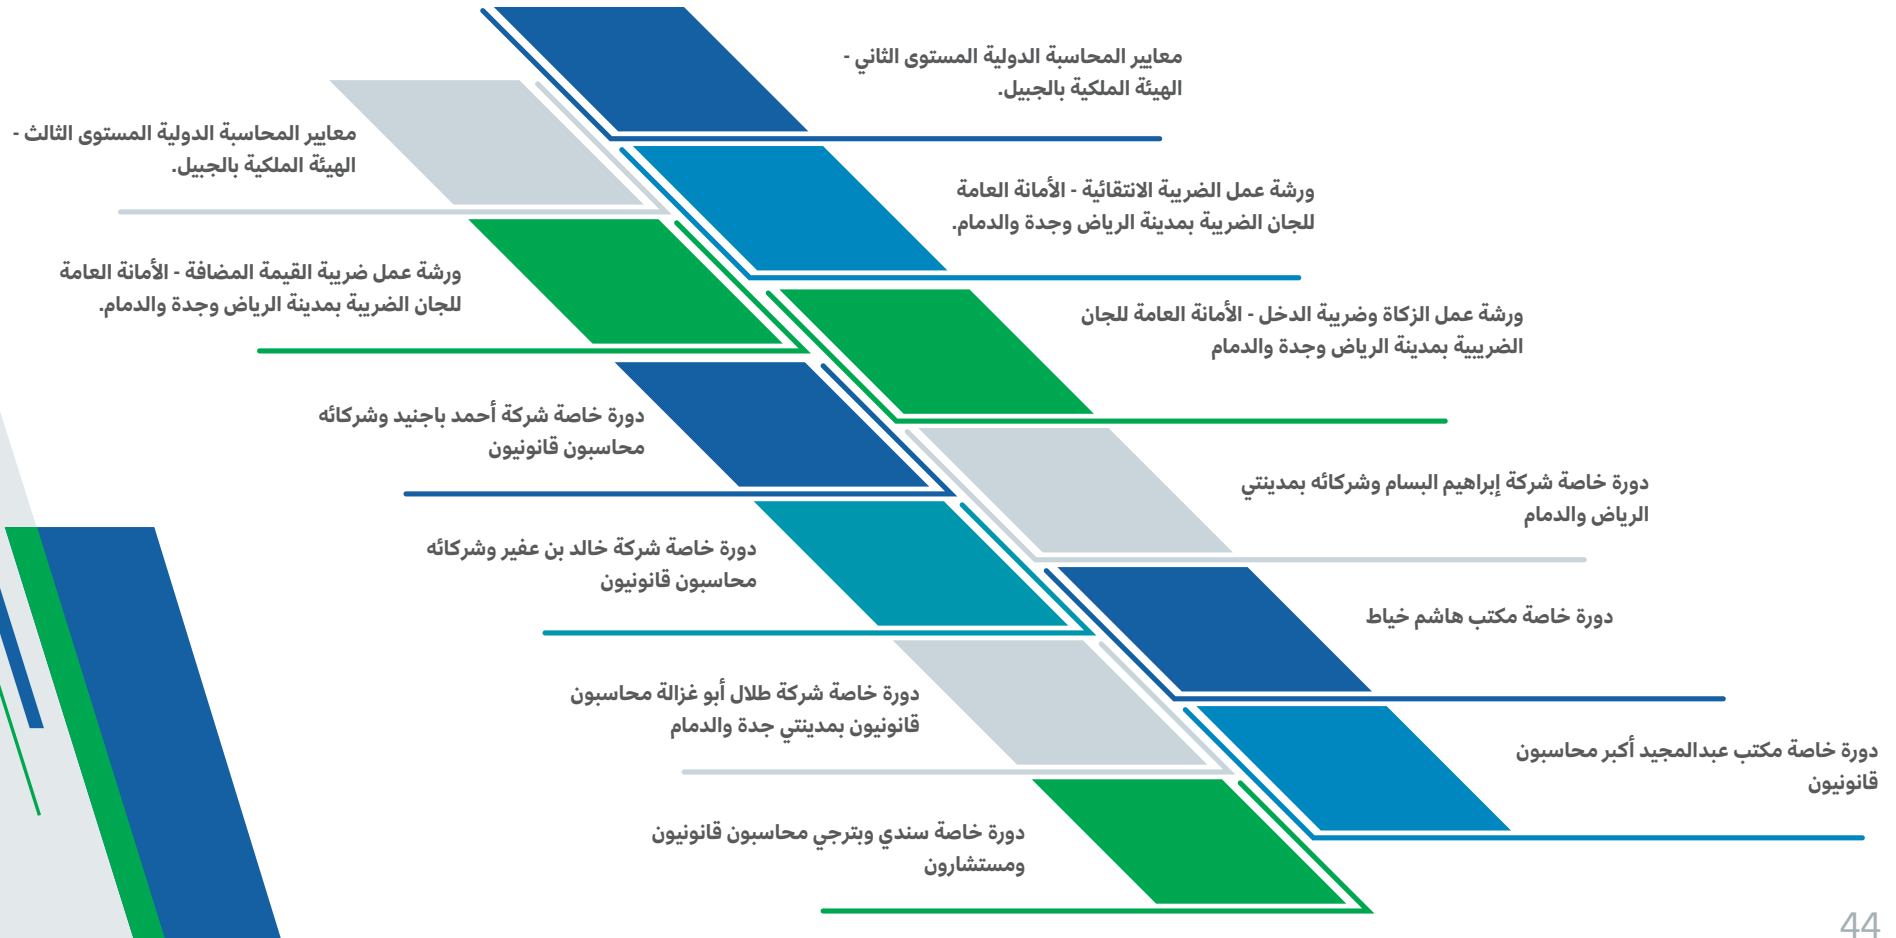 معايير المحاسبة الدولية المستوى الثاني -
الهيئة الملكية بالجبيل.
معايير المحاسبة الدولية المستوى الثالث -
الهيئة الملكية بالجبيل.
ورشة عمل الضريبة الانتقائية - الأمانة العامة
للجان الضريبة بمدينة الرياض وجدة والدمام.
ورشة عمل ضريبة القيمة المضافة - الأمانة العامة
للجان الضريبة بمدينة الرياض وجدة والدمام.
ورشة عمل الزكاة وضريبة الدخل - الأمانة العامة للجان
الضريبية بمدينة الرياض وجدة والدمام
دورة خاصة شركة أحمد باجنيد وشركائه
محاسبون قانونيون
دورة خاصة شركة إبراهيم البسام وشركائه بمدينتي
الرياض والدمام
دورة خاصة شركة خالد بن عفير وشركائه
محاسبون قانونيون
دورة خاصة مكتب هاشم خياط
دورة خاصة شركة طلال أبو غزالة محاسبون
قانونيون بمدينتي جدة والدمام
دورة خاصة مكتب عبدالمجيد أكبر محاسبون
قانونيون
دورة خاصة سندي وبترجي محاسبون قانونيون
ومستشارون
44